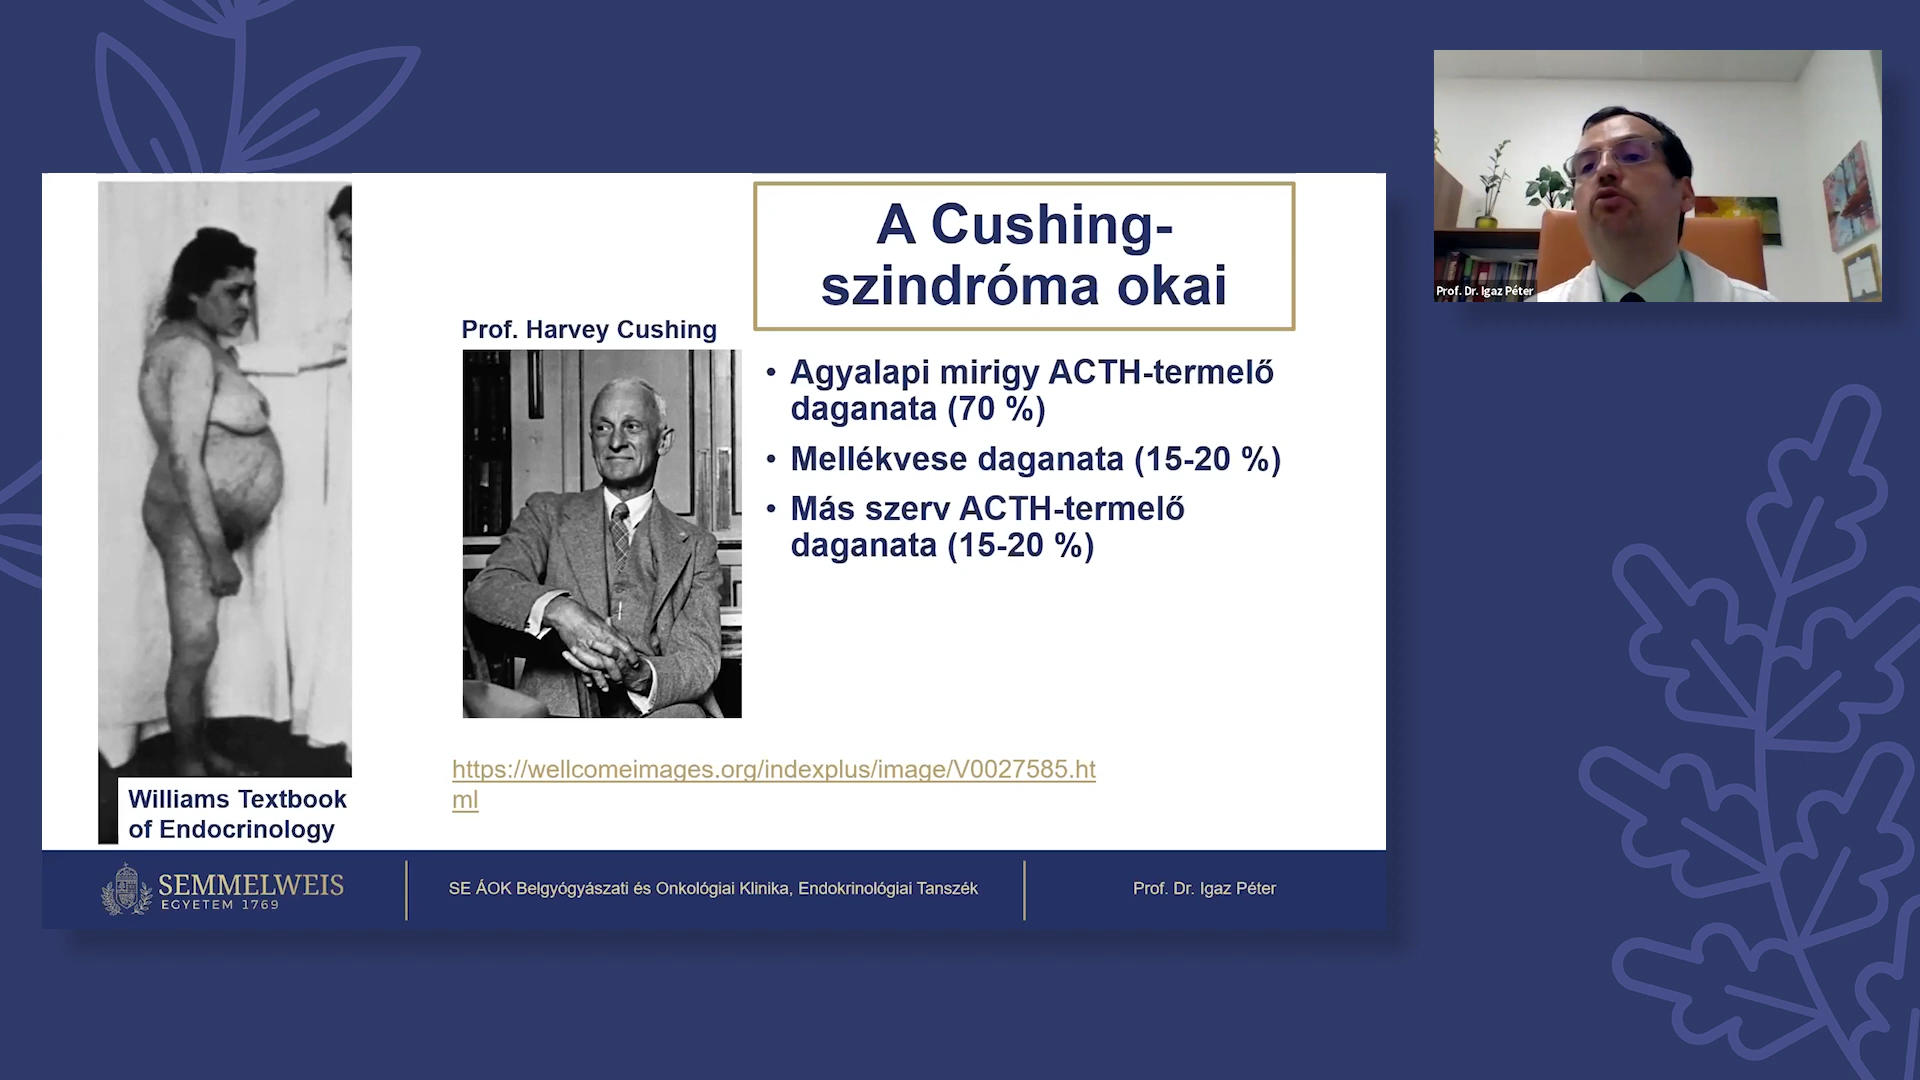 A Cushing-
szindróma okai
Prof. Harvey Cushing
• Agyalapi mirigy ACTH-termelő
daganata (70 %)
• Mellékvese daganata (15-20 %)
• Más szerv ACTH-termelő
daganata (15-20 %)
https://wellcomeimages.org/indexplus/image/V0027585.ht
ml
Williams Textbook
of Endocrinology
SEMMELWEIS
EGYETEM 1769
SE ÁOK Belgyógyászati és Onkológiai Klinika, Endokrinológiai Tanszék
Prof. Dr. Igaz Péter
Prof. Dr. Igaz Péter